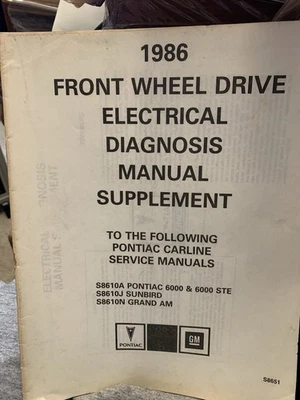 1986
FRONT WHEEL DRIVE
ELECTRICAL
DIAGNOSIS
MANUAL
SUPPLEMENT
TO THE FOLLOWING
PONTIAC CARLINE
SERVICE MANUALS
S8610A PONTIAC 6000 & 6000 STE
S8610J SUNBIRD
S8610N GRAND AM
PONTIAC
GM
S8651